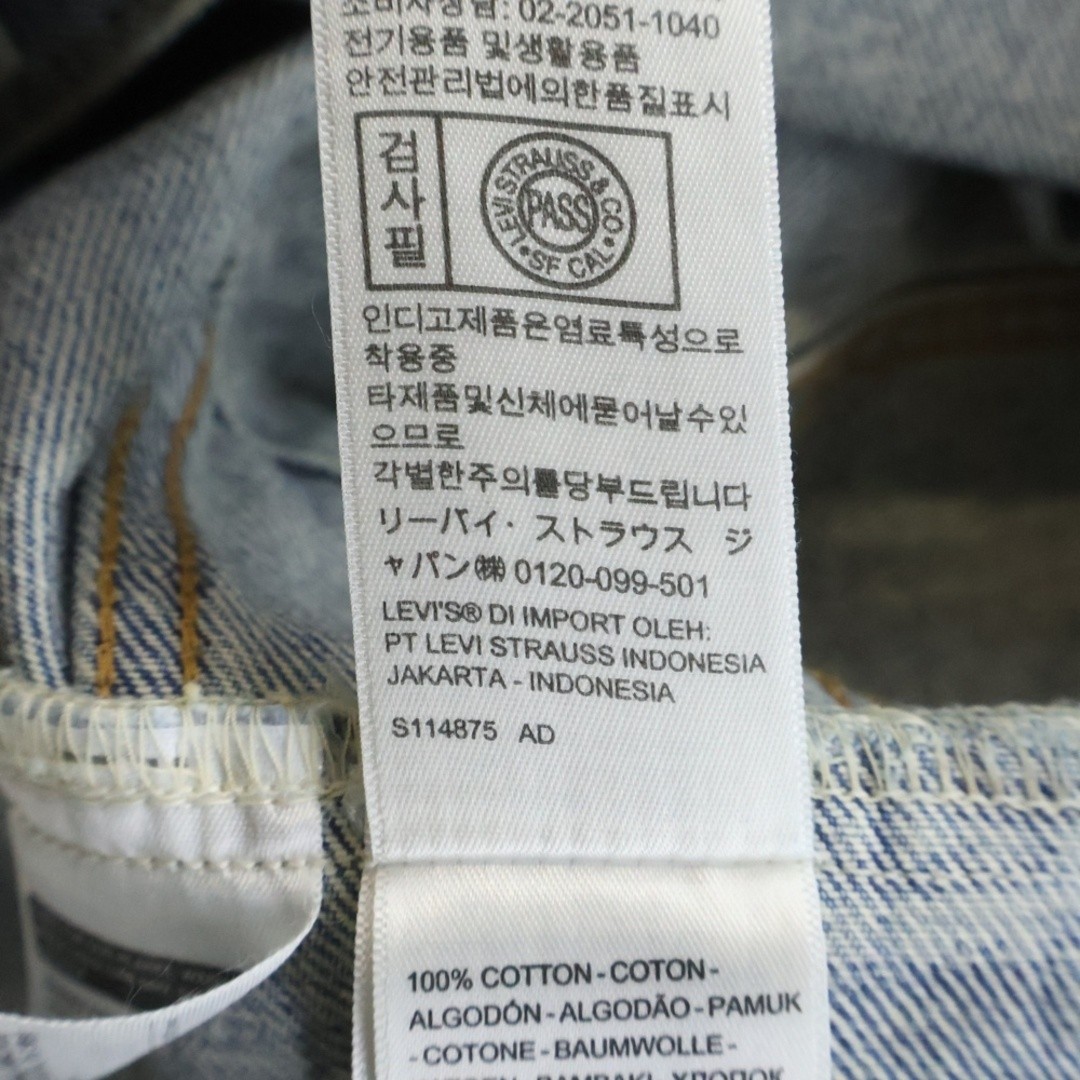 소비자상담: 02-2051-1040
전기용품 및생활용품
안전관리법에의한품질표시
검사필
LEVI STRAUSS & CO
PASS
SF CAL
인디고제품은염료특성으로
착용중
타제품및신체에묻어날수있
으므로
각별한주의를당부드립니다
リーバイ・ストラウス ジ
ャパン㈱ 0120-099-501
LEVI'S® DI IMPORT OLEH:
PT LEVI STRAUSS INDONESIA
JAKARTA - INDONESIA
S114875 AD
100% COTTON - COTON -
ALGODÓN - ALGODÃO - PAMUK
- COTONE - BAUMWOLLE -
BAMBAKI - ХЛОПОК